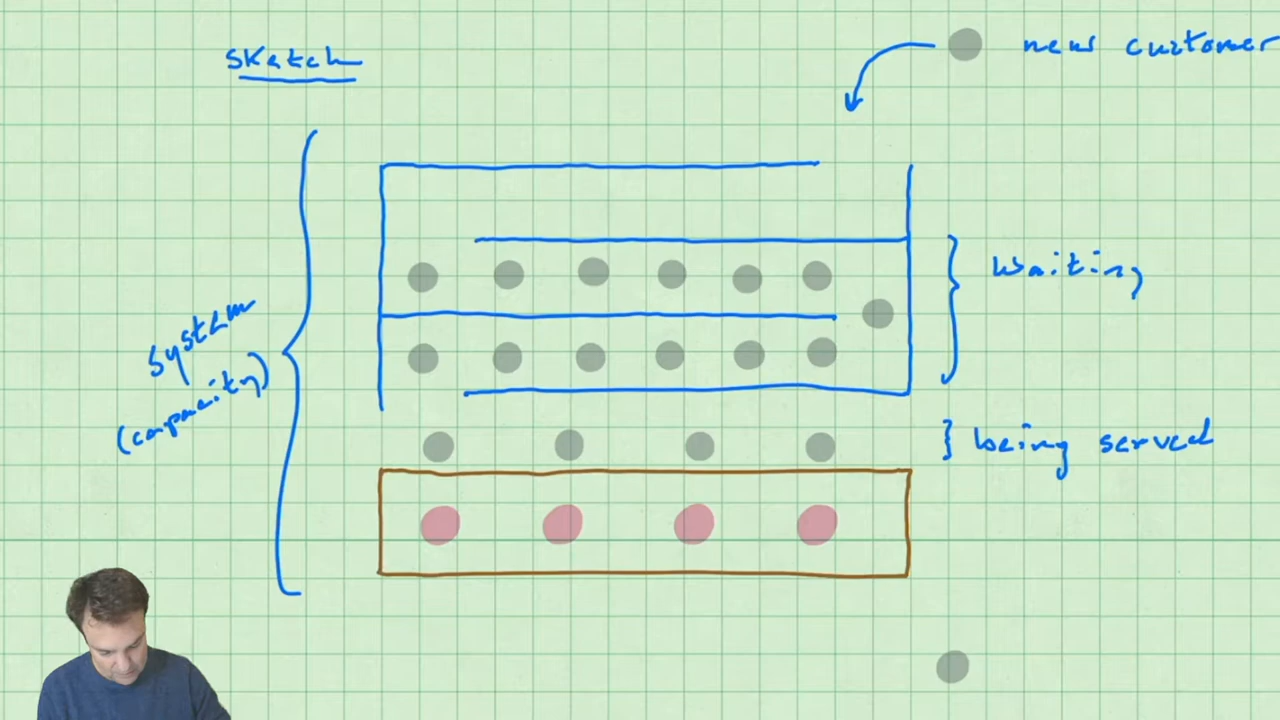 Sketch
new customer
waiting
system
(capacity)
being served